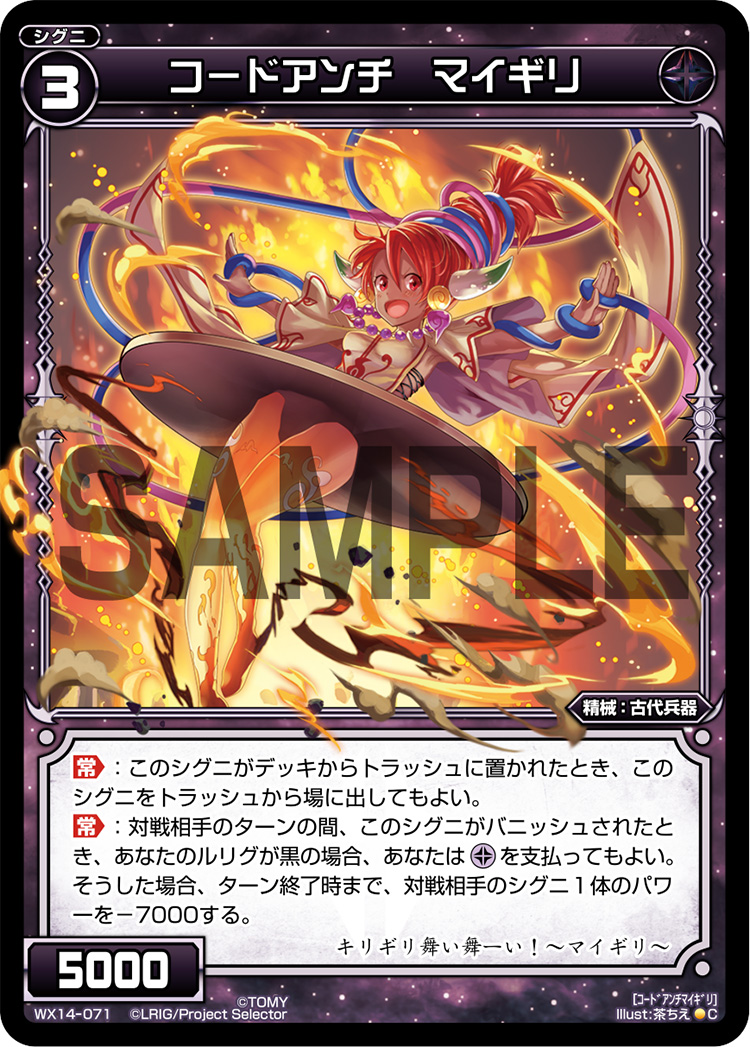 シグニ
3
コードアンチ　マイギリ
SAMPLE
精械：古代兵器
常：このシグニがデッキからトラッシュに置かれたとき、この
シグニをトラッシュから場に出してもよい。
常：対戦相手のターンの間、このシグニがバニッシュされたと
き、あなたのルリグが黒の場合、あなたはを支払ってもよい。
そうした場合、ターン終了時まで、対戦相手のシグニ１体のパワ
ーを－7000する。
キリギリ舞い舞ーい！～マイギリ～
5000
©TOMY
WX14-071 ©LRIG/Project Selector
[ｺｰﾄﾞｱﾝﾁﾏｲｷﾞﾘ]
Illust:茶ちえ C